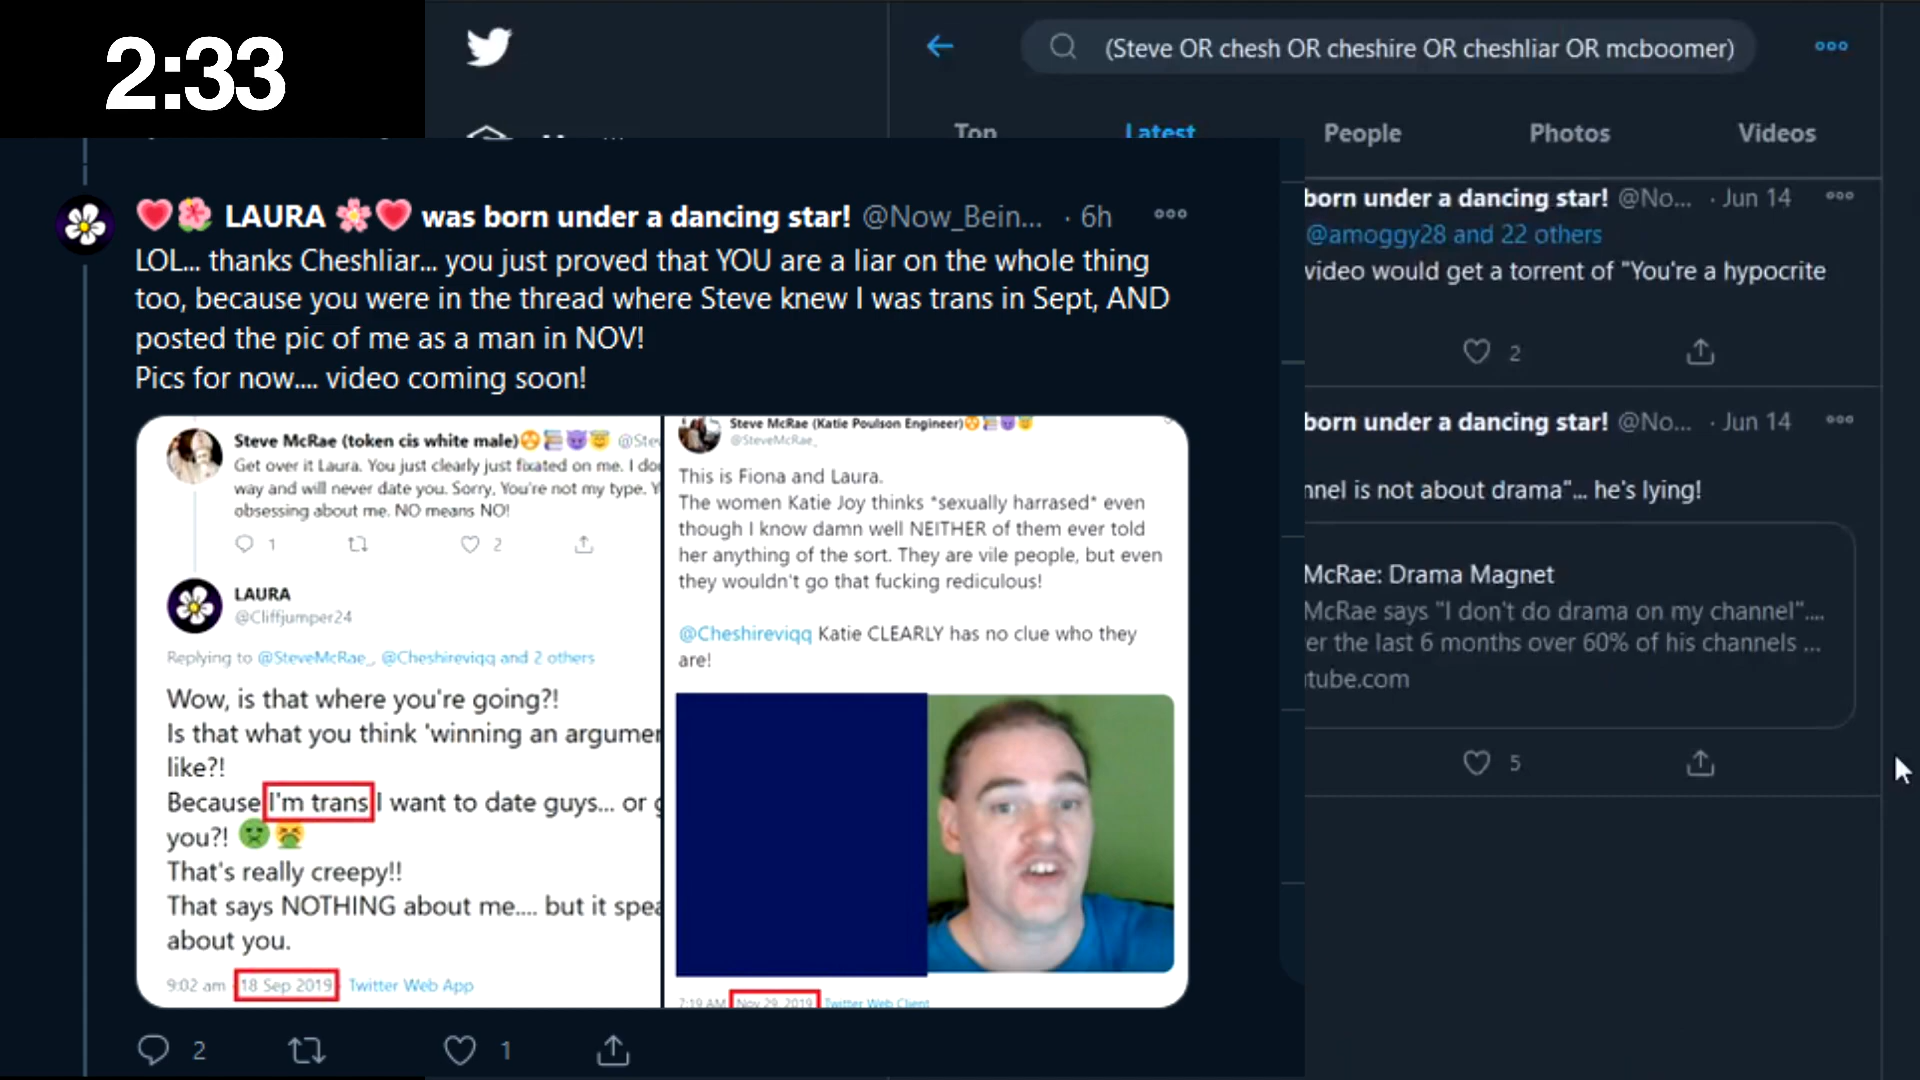 2:33
(Steve OR chesh OR cheshire OR cheshliar OR mcboomer)
Top Latest People Photos Videos
LAURA was born under a dancing star! @Now_Bein... · 6h
LOL... thanks Cheshliar... you just proved that YOU are a liar on the whole thing
too, because you were in the thread where Steve knew I was trans in Sept, AND
posted the pic of me as a man in NOV!
Pics for now.... video coming soon!
Steve McRae (token cis white male) @Ste
Get over it Laura. You just clearly just fixated on me. I do
way and will never date you. Sorry, You're not my type. Y
obsessing about me. NO means NO!
1 2
LAURA
@Cliffjumper24
Replying to @SteveMcRae_, @Cheshireviqq and 2 others
Wow, is that where you're going?!
Is that what you think 'winning an argumen
like?!
Because I'm trans I want to date guys... or g
you?!
That's really creepy!!
That says NOTHING about me.... but it spea
about you.
9:02 am · 18 Sep 2019 · Twitter Web App
Steve McRae (Katie Poulson Engineer)
@SteveMcRae_
This is Fiona and Laura.
The women Katie Joy thinks *sexually harrased* even
though I know damn well NEITHER of them ever told
her anything of the sort. They are vile people, but even
they wouldn't go that fucking rediculous!
@Cheshireviqq Katie CLEARLY has no clue who they
are!
7:19 AM · Nov 29, 2019 · Twitter Web Client
2 1
born under a dancing star! @No... · Jun 14
@amoggy28 and 22 others
video would get a torrent of "You're a hypocrite
2
born under a dancing star! @No... · Jun 14
nnel is not about drama"... he's lying!
McRae: Drama Magnet
McRae says "I don't do drama on my channel"....
er the last 6 months over 60% of his channels ...
tube.com
5